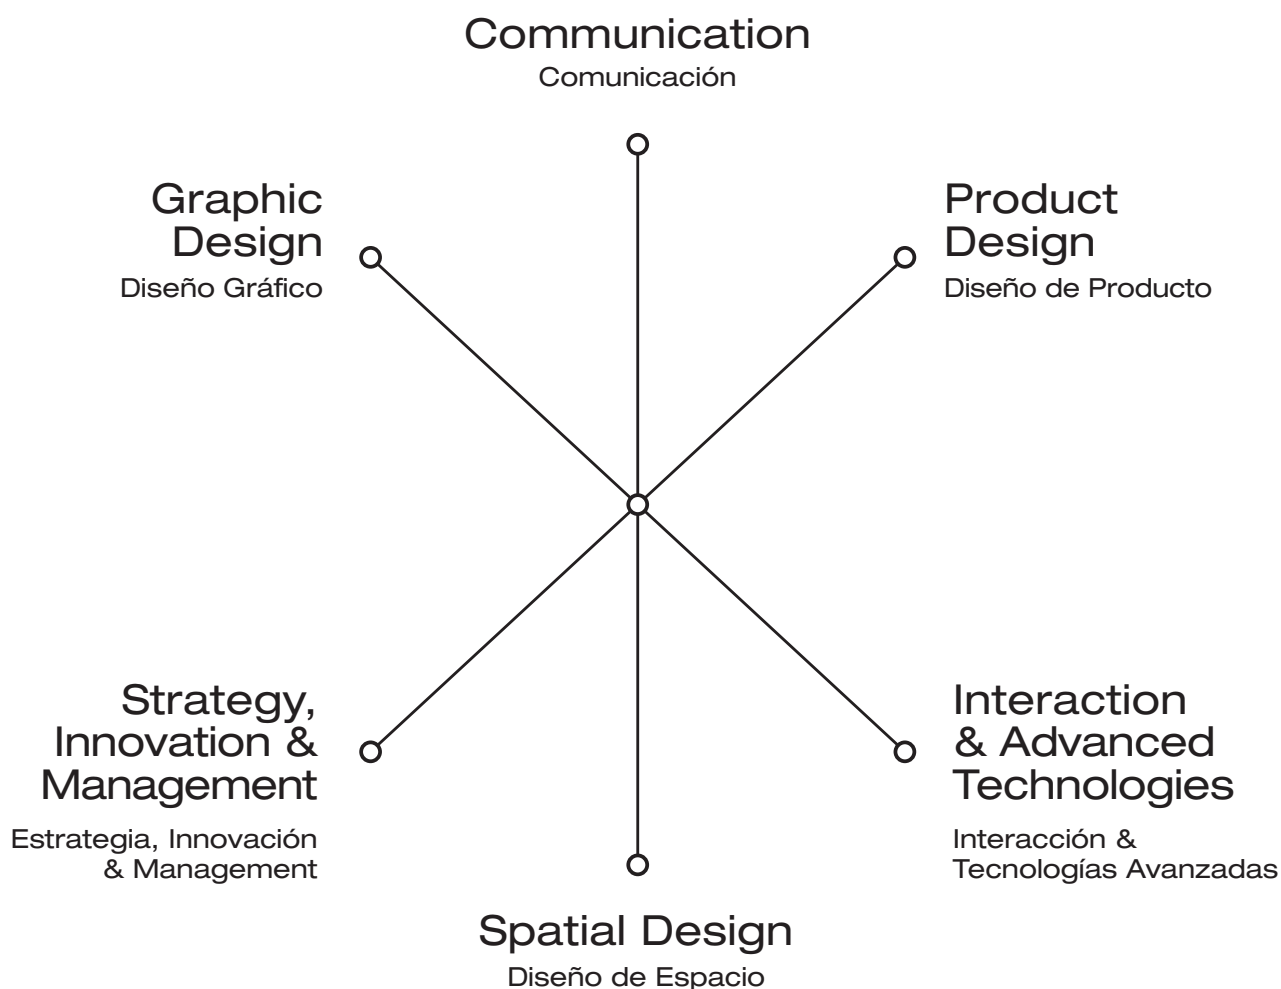 Communication
Comunicación
Graphic
Design
Diseño Gráfico
Product
Design
Diseño de Producto
Strategy,
Innovation &
Management
Estrategia, Innovación
& Management
Interaction
& Advanced
Technologies
Interacción &
Tecnologías Avanzadas
Spatial Design
Diseño de Espacio